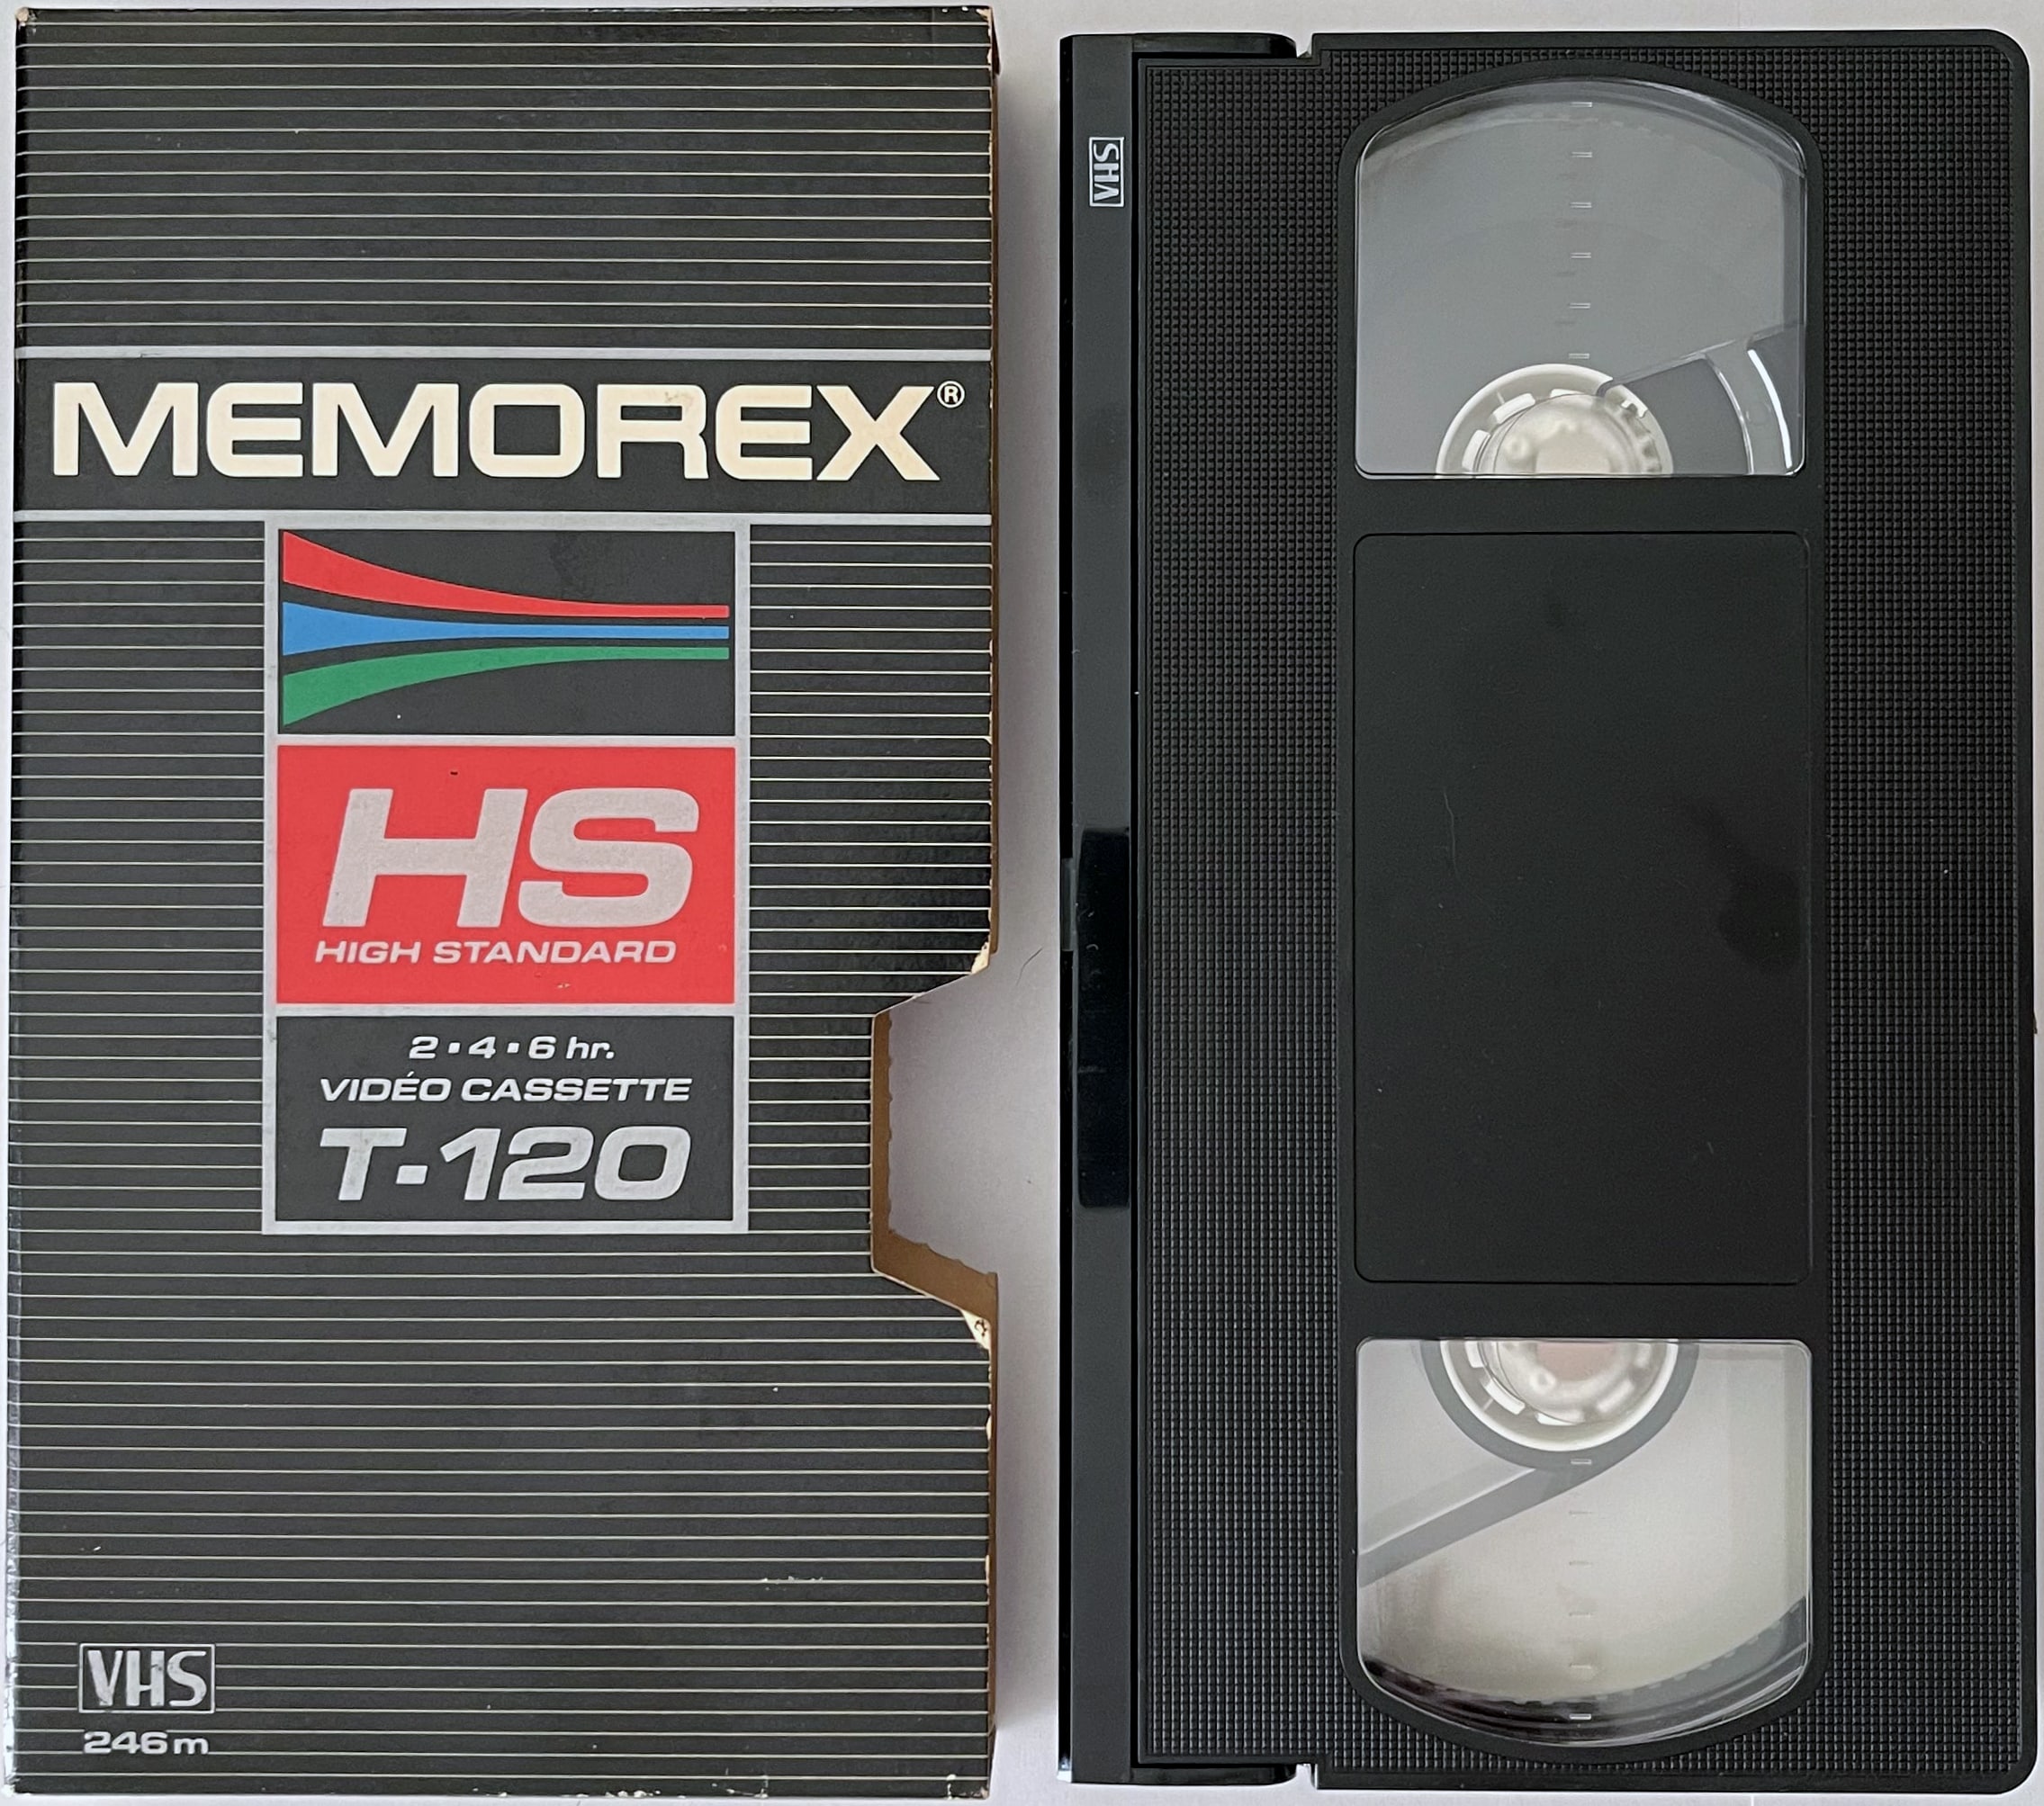 MEMOREX®
HS
HIGH STANDARD
2▪4▪6 hr.
VIDÉO CASSETTE
T-120
VHS
246m
VHS